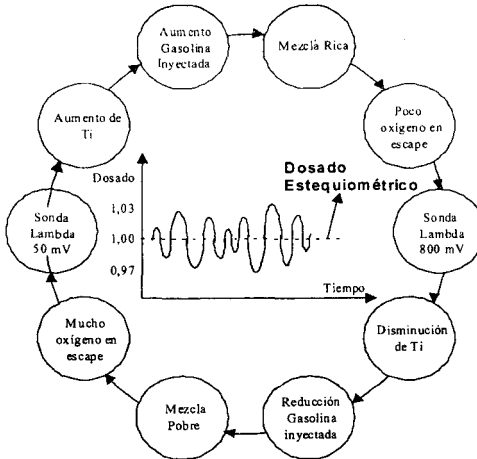 Aumento
Gasolina
Inyectada
Mezcla Rica
Poco
oxígeno en
escape
Sonda
Lambda
800 mV
Disminución
de Ti
Reducción
Gasolina
inyectada
Mezcla
Pobre
Mucho
oxígeno en
escape
Sonda
Lambda
50 mV
Aumento de
Ti
Dosado
1,03
1,00
0,97
Tiempo
Dosado
Estequiométrico